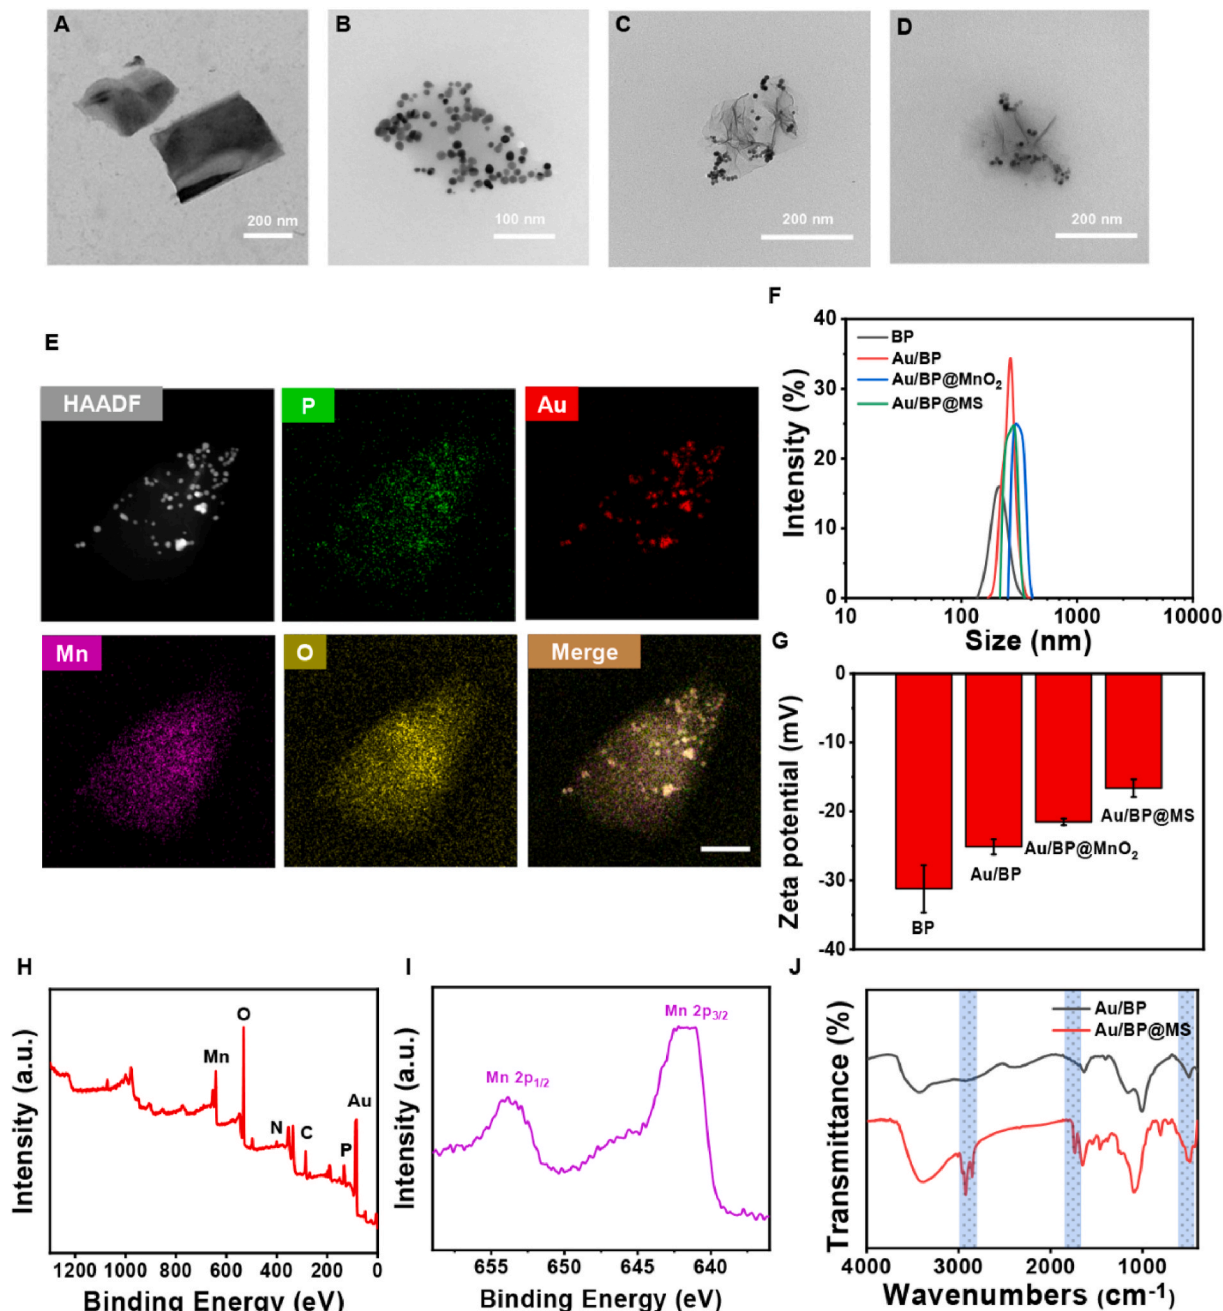 A
B
C
D
200 nm
100 nm
200 nm
200 nm
E
HAADF
P
Au
Mn
O
Merge
F
40
30
20
10
0
Intensity (%)
BP
Au/BP
Au/BP@MnO₂
Au/BP@MS
10
100
1000
10000
Size (nm)
G
0
-10
-20
-30
-40
Zeta potential (mV)
BP
Au/BP
Au/BP@MnO₂
Au/BP@MS
H
Intensity (a.u.)
Mn
O
N
C
P
Au
1200 1000 800 600 400 200 0
Binding Energy (eV)
I
Intensity (a.u.)
Mn 2p₁/₂
Mn 2p₃/₂
655 650 645 640
Binding Energy (eV)
J
Transmittance (%)
Au/BP
Au/BP@MS
4000 3000 2000 1000
Wavenumbers (cm⁻¹)